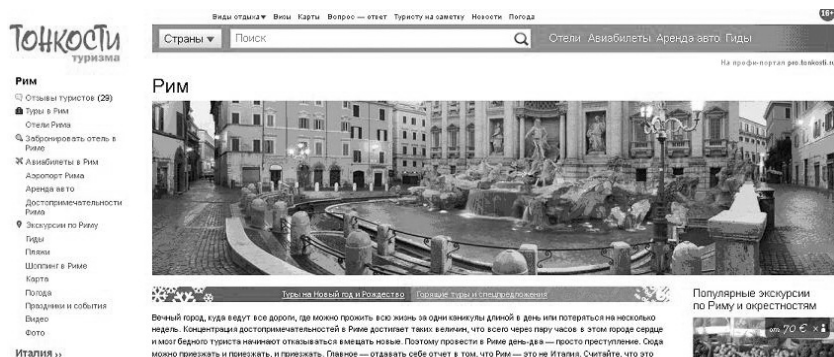 Виды отдыха▼ Визы Карты Вопрос — ответ Туристу на заметку Новости Погода
16+
Тонкости
туризма
Страны ▼ Поиск Отели Авиабилеты Аренда авто Гиды
На профи-портал pro.tonkosti.ru
Рим
Отзывы туристов (29)
Туры в Рим
Отели Рима
Забронировать отель в
Риме
Авиабилеты в Рим
Аэропорт Рима
Аренда авто
Достопримечательности
Рима
Экскурсии по Риму
Гиды
Пляжи
Шоппинг в Риме
Карта
Погода
Праздники и события
Видео
Фото
Италия ››
Рим
Туры на Новый год и Рождество Горящие туры и спецпредложения
Вечный город, куда ведут все дороги, где можно прожить всю жизнь за одни каникулы длиной в день или потеряться на несколько
недель. Концентрация достопримечательностей в Риме достигает таких величин, что всего через пару часов в этом городе сердце
и мозг бедного туриста начинают отказываться вмещать новые. Поэтому провести в Риме день-два — просто преступление. Сюда
можно приезжать и приезжать, и приезжать. Главное — отдавать себе отчет в том, что Рим — это не Италия. Считайте, что это
Популярные экскурсии
по Риму и окрестностям
от 70 €